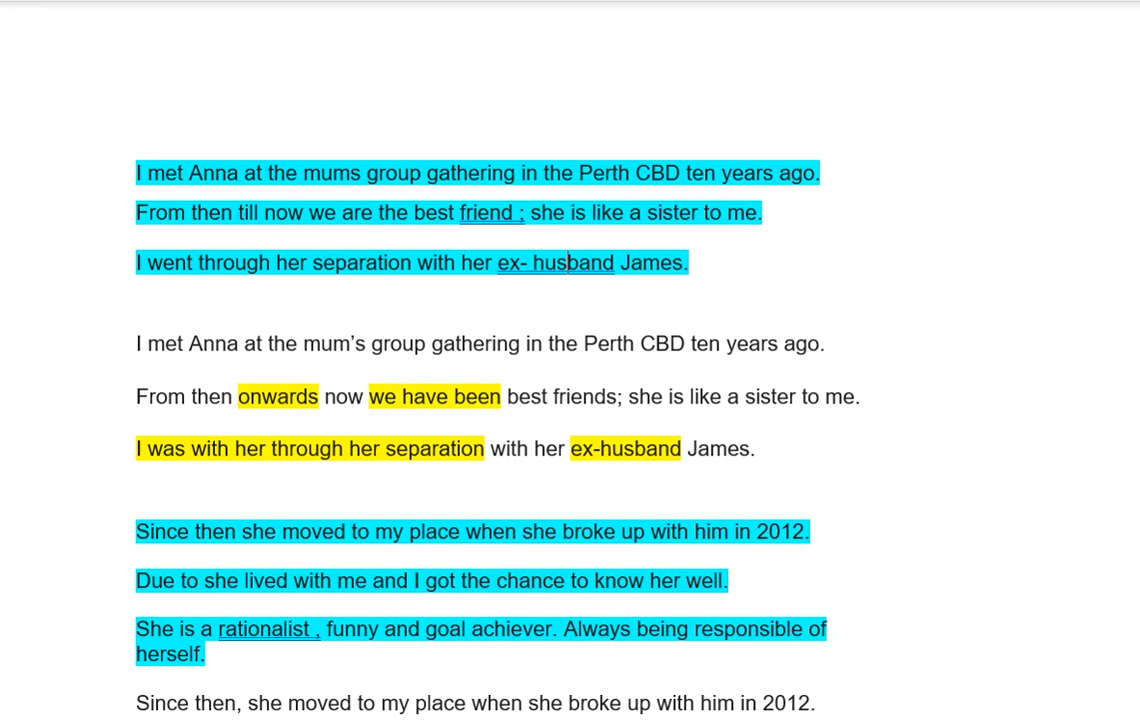 I met Anna at the mums group gathering in the Perth CBD ten years ago.
From then till now we are the best friend ; she is like a sister to me.
I went through her separation with her ex- husband James.
I met Anna at the mum’s group gathering in the Perth CBD ten years ago.
From then onwards now we have been best friends; she is like a sister to me.
I was with her through her separation with her ex-husband James.
Since then she moved to my place when she broke up with him in 2012.
Due to she lived with me and I got the chance to know her well.
She is a rationalist , funny and goal achiever. Always being responsible of
herself.
Since then, she moved to my place when she broke up with him in 2012.